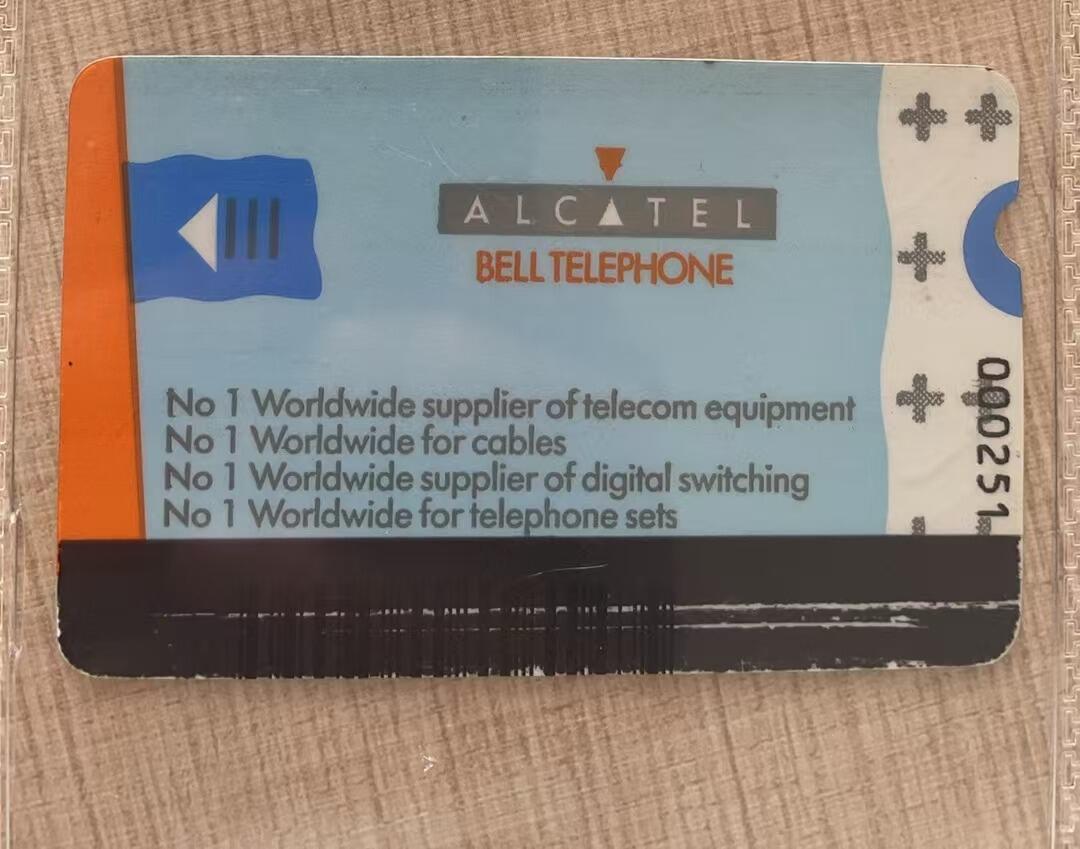 ALCATEL
BELL TELEPHONE
No 1 Worldwide supplier of telecom equipment
No 1 Worldwide for cables
No 1 Worldwide supplier of digital switching
No 1 Worldwide for telephone sets
000251